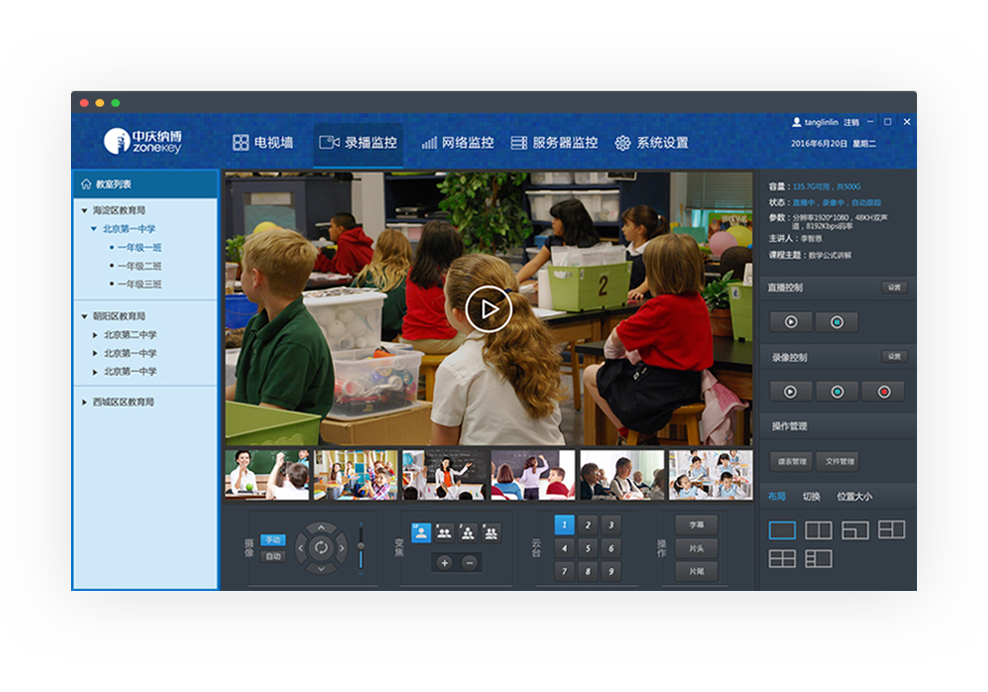 中庆纳博
zonekey
电视墙
录播监控
网络监控
服务器监控
系统设置
tanglinlin 注销
2016年6月20日 星期二
教室列表
海淀区教育局
北京第一中学
一年级一班
一年级二班
一年级三班
朝阳区教育局
北京第二中学
北京第一中学
北京第一中学
西城区区教育局
2
容量：135.7G可用，共500G
状态：直播中，录像中，自动跟踪
参数：分辨率1920*1080，48KH双声
道，8192Kbps码率
主讲人：李智恩
课程主题：数学公式讲解
直播控制
设置
录像控制
设置
操作管理
课表管理
文件管理
布局
切换
位置大小
摄像
手动
自动
变焦
云台
1 2 3
4 5 6
7 8 9
操作
字幕
片头
片尾